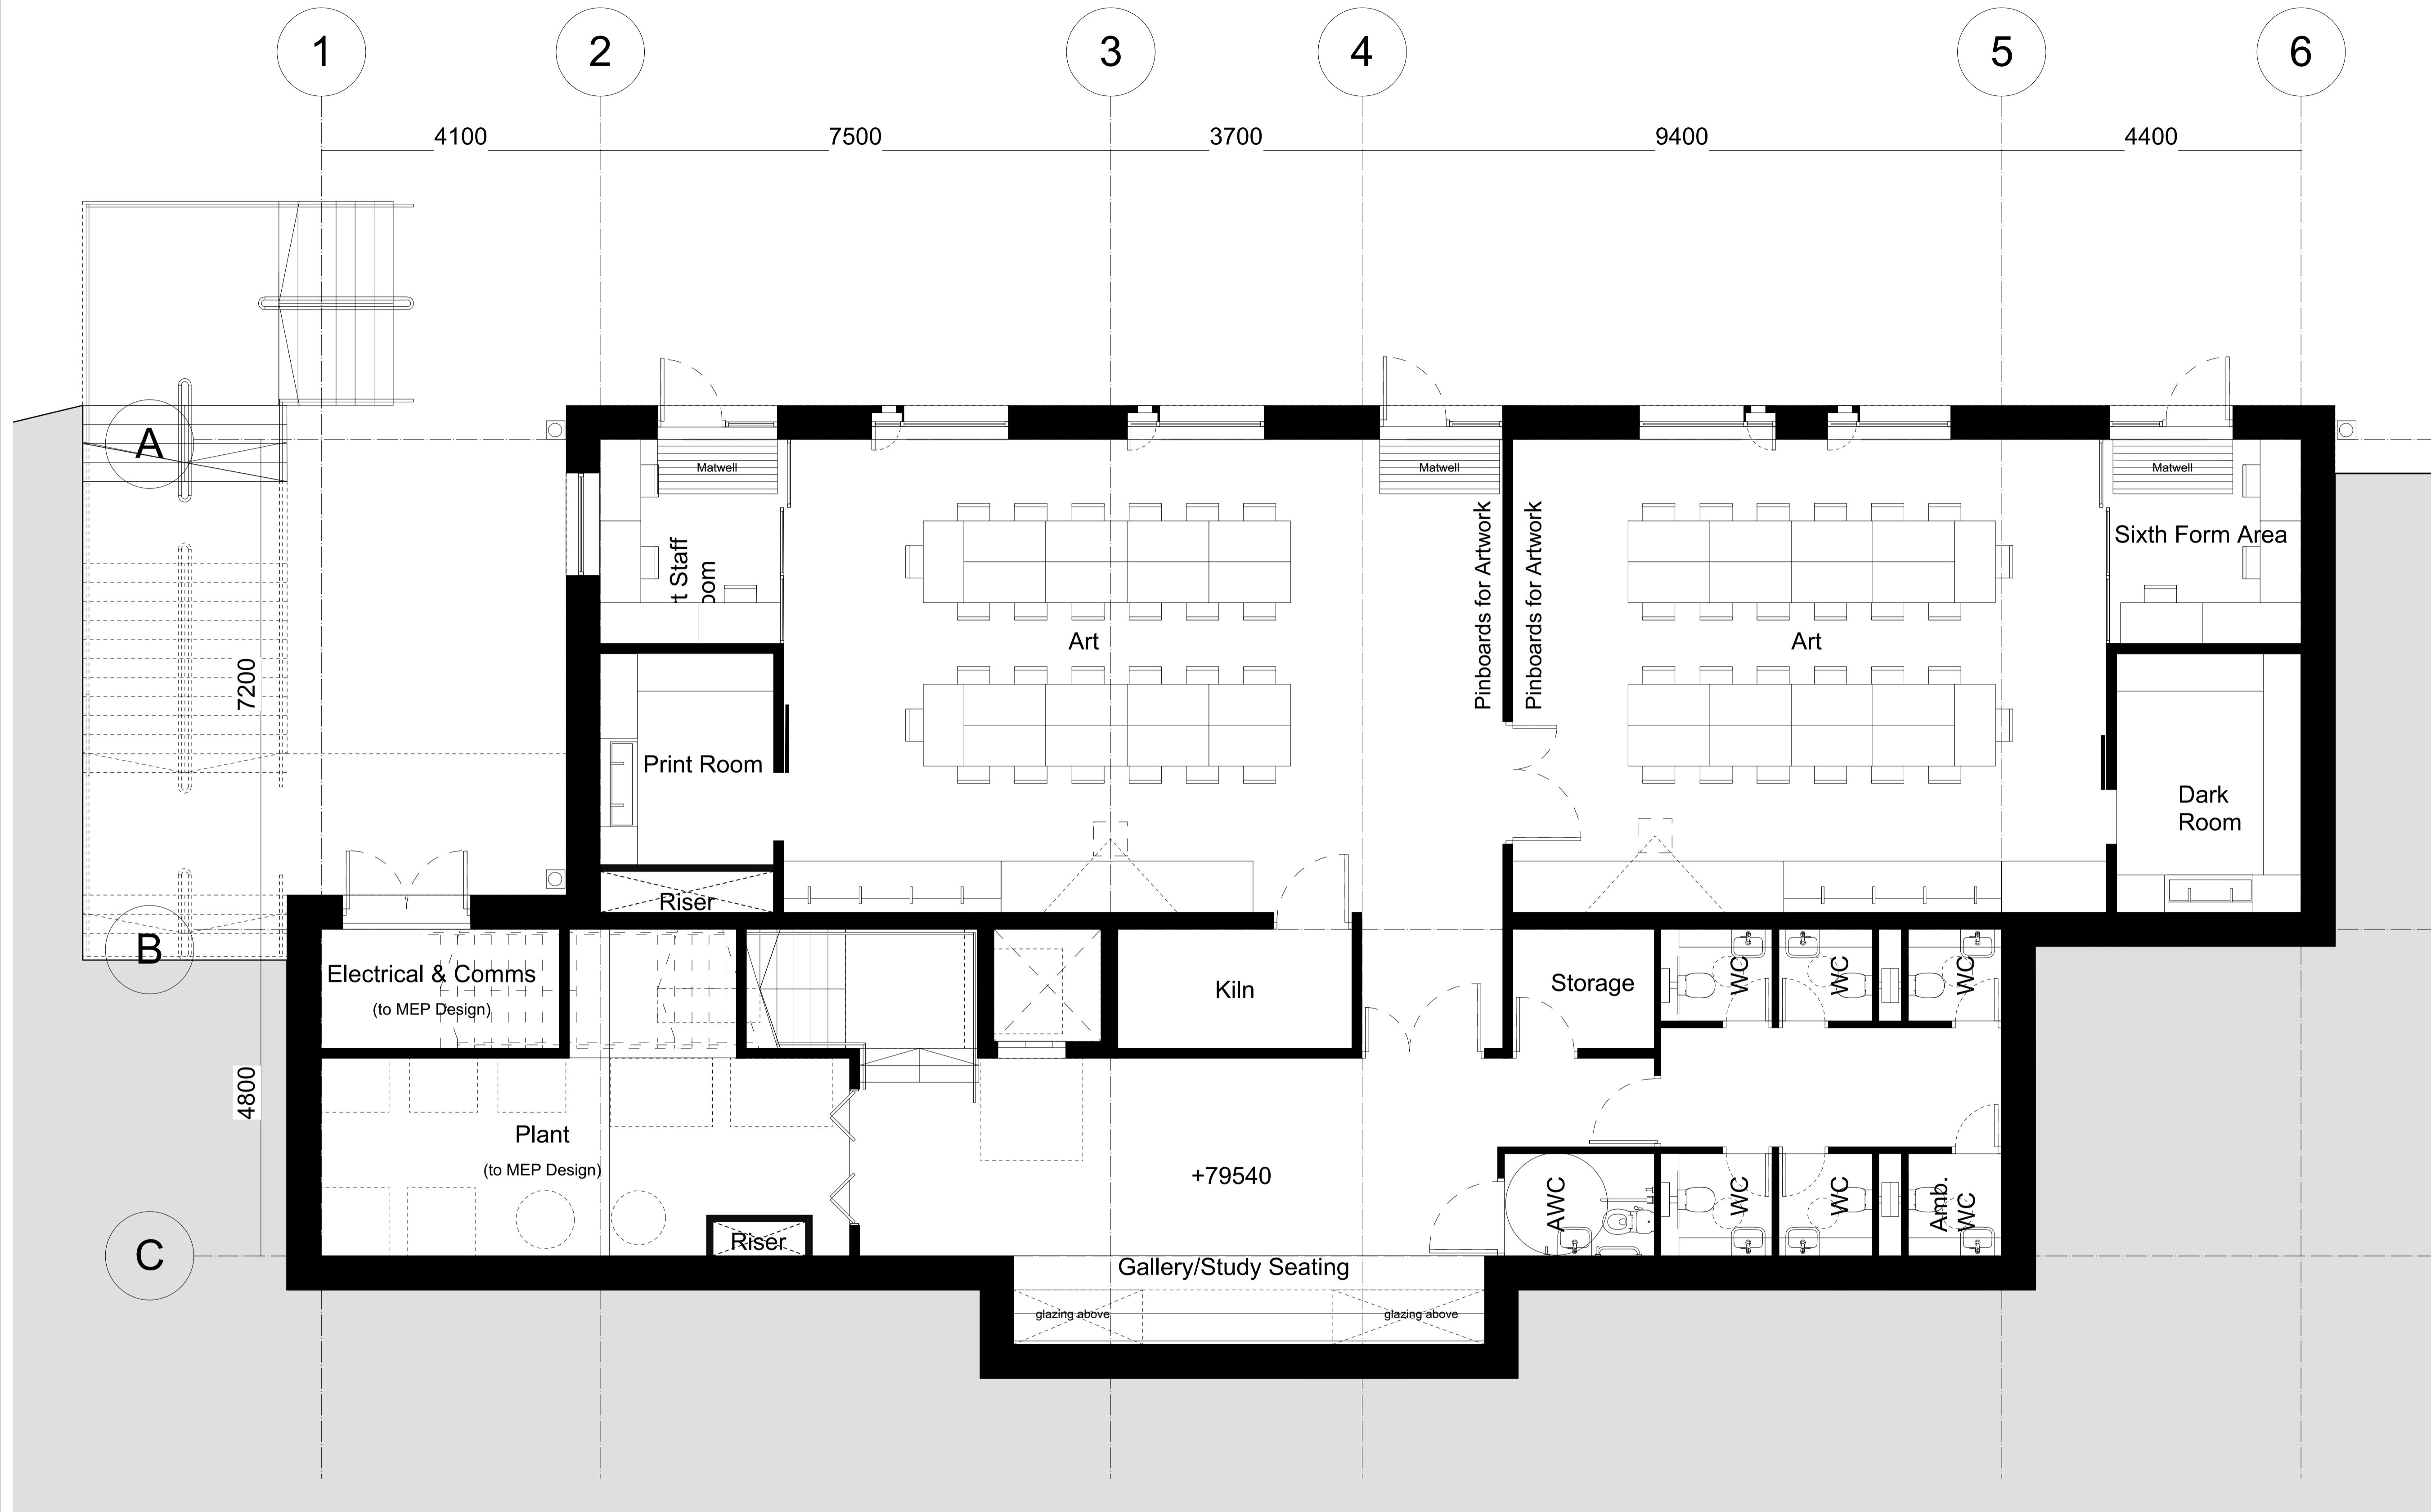 1
2
3
4
5
6
4100
7500
3700
9400
4400
A
Matwell
Matwell
Matwell
Staff
Pinboards for Artwork
Pinboards for Artwork
Sixth Form Area
Art
Art
7200
Print Room
Dark
Room
Riser
B
Electrical & Comms
(to MEP Design)
Kiln
Storage
WC
WC
WC
4800
Plant
(to MEP Design)
+79540
AWC
WC
WC
Amb.
WC
Riser
C
Gallery/Study Seating
glazing above
glazing above